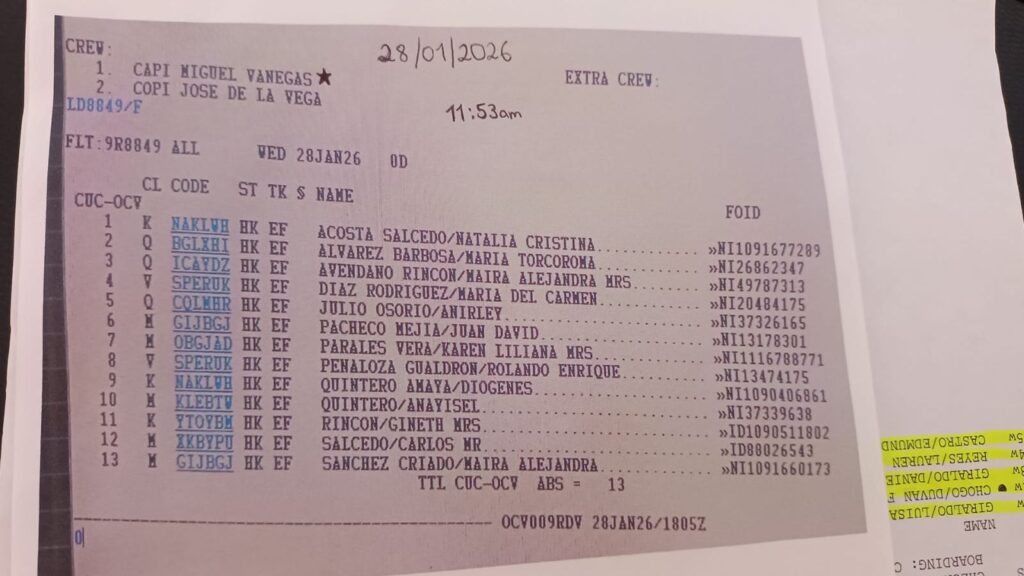 CREW:
28/01/2026
1. CAPI MIGUEL VANEGAS★
EXTRA CREW:
2. COPI JOSE DE LA VEGA
LD8849/F
11:53am
FLT:9R8849 ALL WED 28JAN26 0D
CL CODE ST TK S NAME FOID
CUC-OCV
1 K NAKLWH HK EF ACOSTA SALCEDO/NATALIA CRISTINA.............»NI1091677289
2 Q BGLXHI HK EF ALVAREZ BARBOSA/MARIA TORCOROMA.............»NI26862347
3 Q ICAYDZ HK EF AVENDANO RINCON/MAIRA ALEJANDRA MRS.........»NI49787313
4 V SPERUK HK EF DIAZ RODRIGUEZ/MARIA DEL CARMEN.............»NI20484175
5 Q CQLMHR HK EF JULIO OSORIO/ANIRLEY........................»NI37326165
6 M GIJBGJ HK EF PACHECO MEJIA/JUAN DAVID....................»NI13178301
7 M OBGJAD HK EF PARALES VERA/KAREN LILIANA MRS..............»NI1116788771
8 V SPERUK HK EF PENALOZA GUALDRON/ROLANDO ENRIQUE...........»NI13474175
9 K NAKLWH HK EF QUINTERO AMAYA/DIOGENES.....................»NI1090406861
10 M KLEBTW HK EF QUINTERO/ANAYISEL...........................»NI37339638
11 K YTOYBM HK EF RINCON/GINETH MRS...........................»ID1090511802
12 M XKBYPU HK EF SALCEDO/CARLOS MR...........................»ID88026543
13 M GIJBGJ HK EF SANCHEZ CRIADO/MAIRA ALEJANDRA..............»NI1091660173
TTL CUC-OCV ABS = 13
OCV009RDV 28JAN26/1805Z
0
BOARDING: C
NAME
GIRALDO/LUISA
CHOGO/DUVAN F
GIRALDO/DANIE
REYES/LAUREN
CASTRO/EDMUND